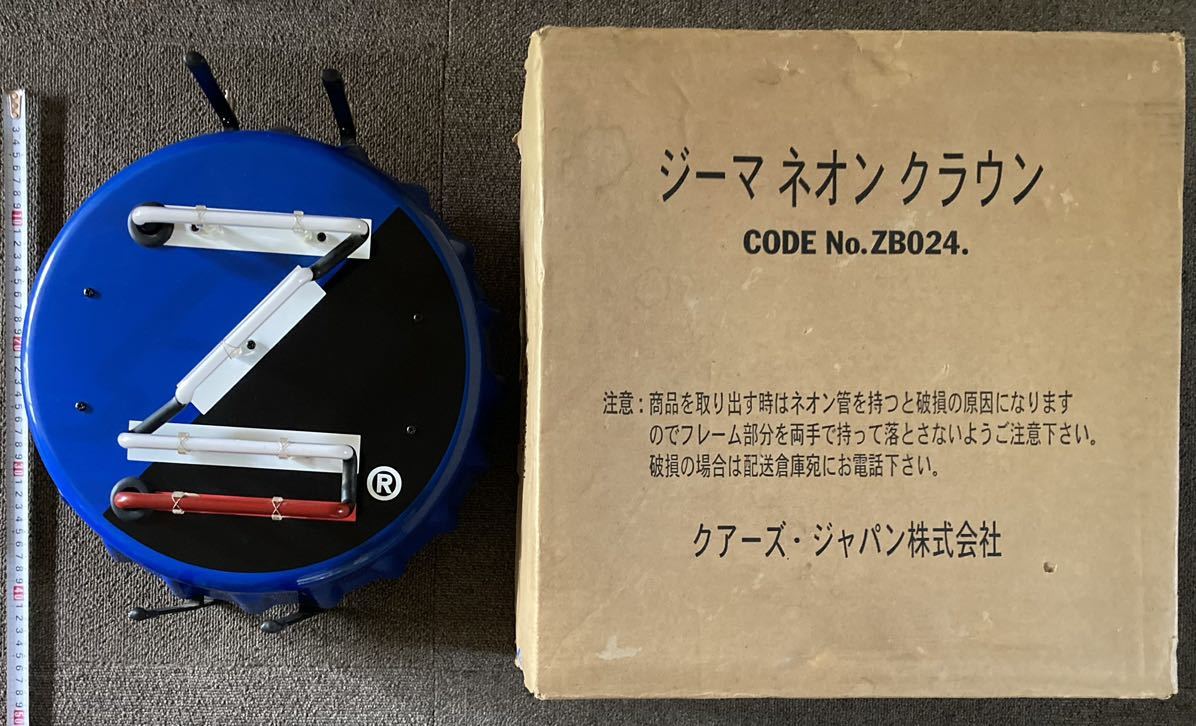 Z
®
ジーマ ネオン クラウン
CODE No.ZB024.
注意：商品を取り出す時はネオン管を持つと破損の原因になります
のでフレーム部分を両手で持って落とさないようご注意下さい。
破損の場合は配送倉庫宛にお電話下さい。
クアーズ・ジャパン株式会社